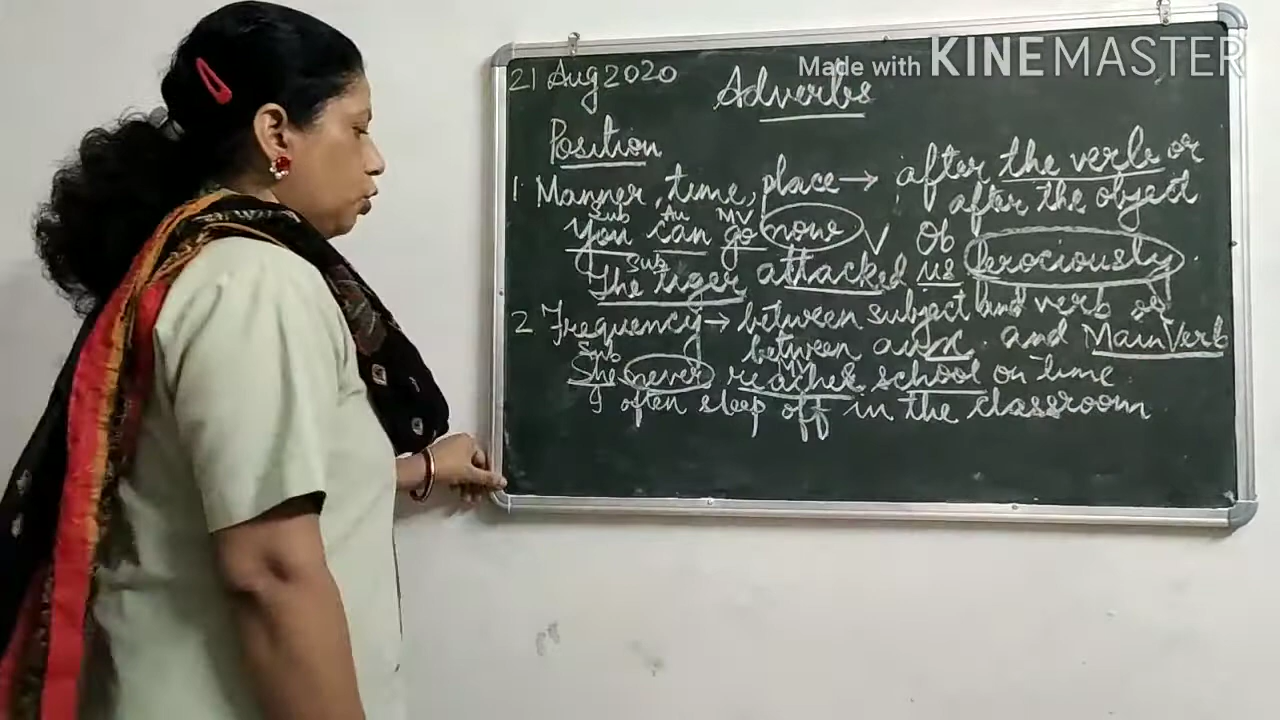 21 Aug 2020
Made with KINEMASTER
Adverbs
Position
1 Manner, time, place → after the verb or
after the object
Sub Au MV
You can go now V Ob
Sub
The tiger attacked us ferociously.
2 Frequency → between subject and verb or
between aux. and Main Verb
Sub MV
She never reaches school on time
I often sleep off in the classroom